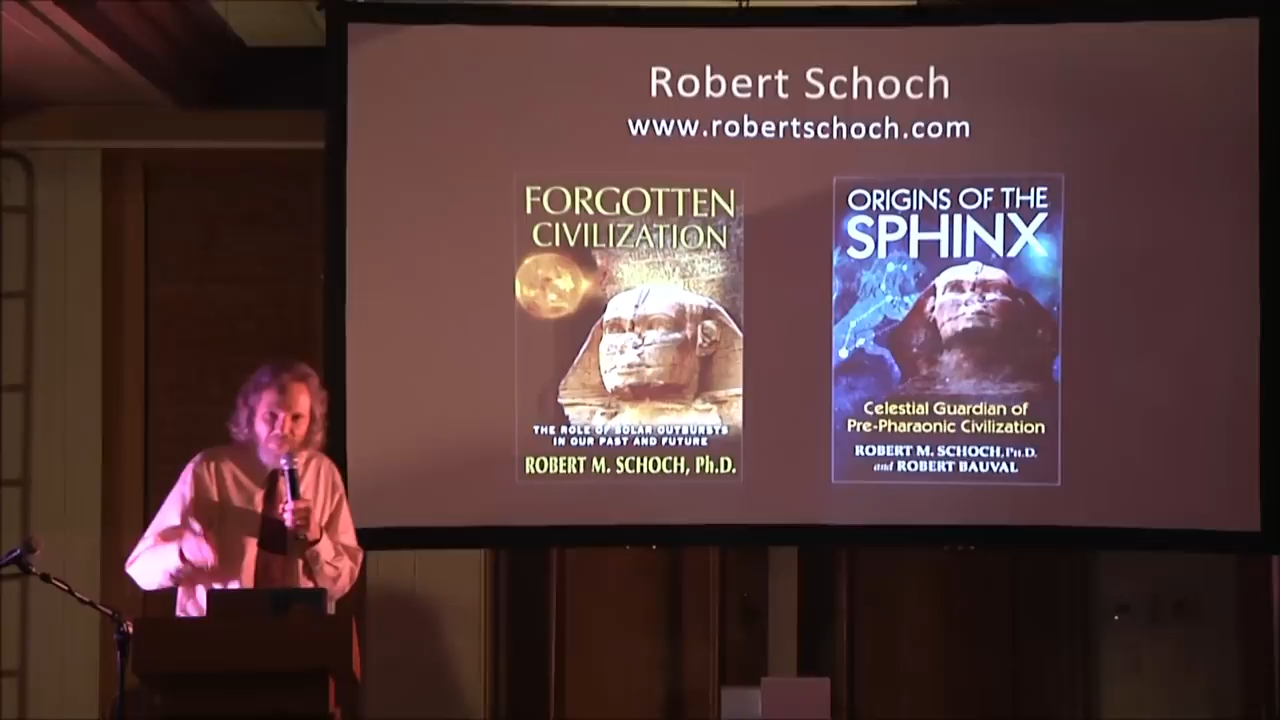 Robert Schoch
www.robertschoch.com
FORGOTTEN
CIVILIZATION
THE ROLE OF SOLAR OUTBURSTS
IN OUR PAST AND FUTURE
ROBERT M. SCHOCH, Ph.D.
ORIGINS OF THE
SPHINX
Celestial Guardian of
Pre-Pharaonic Civilization
ROBERT M. SCHOCH, Ph.D.
and ROBERT BAUVAL